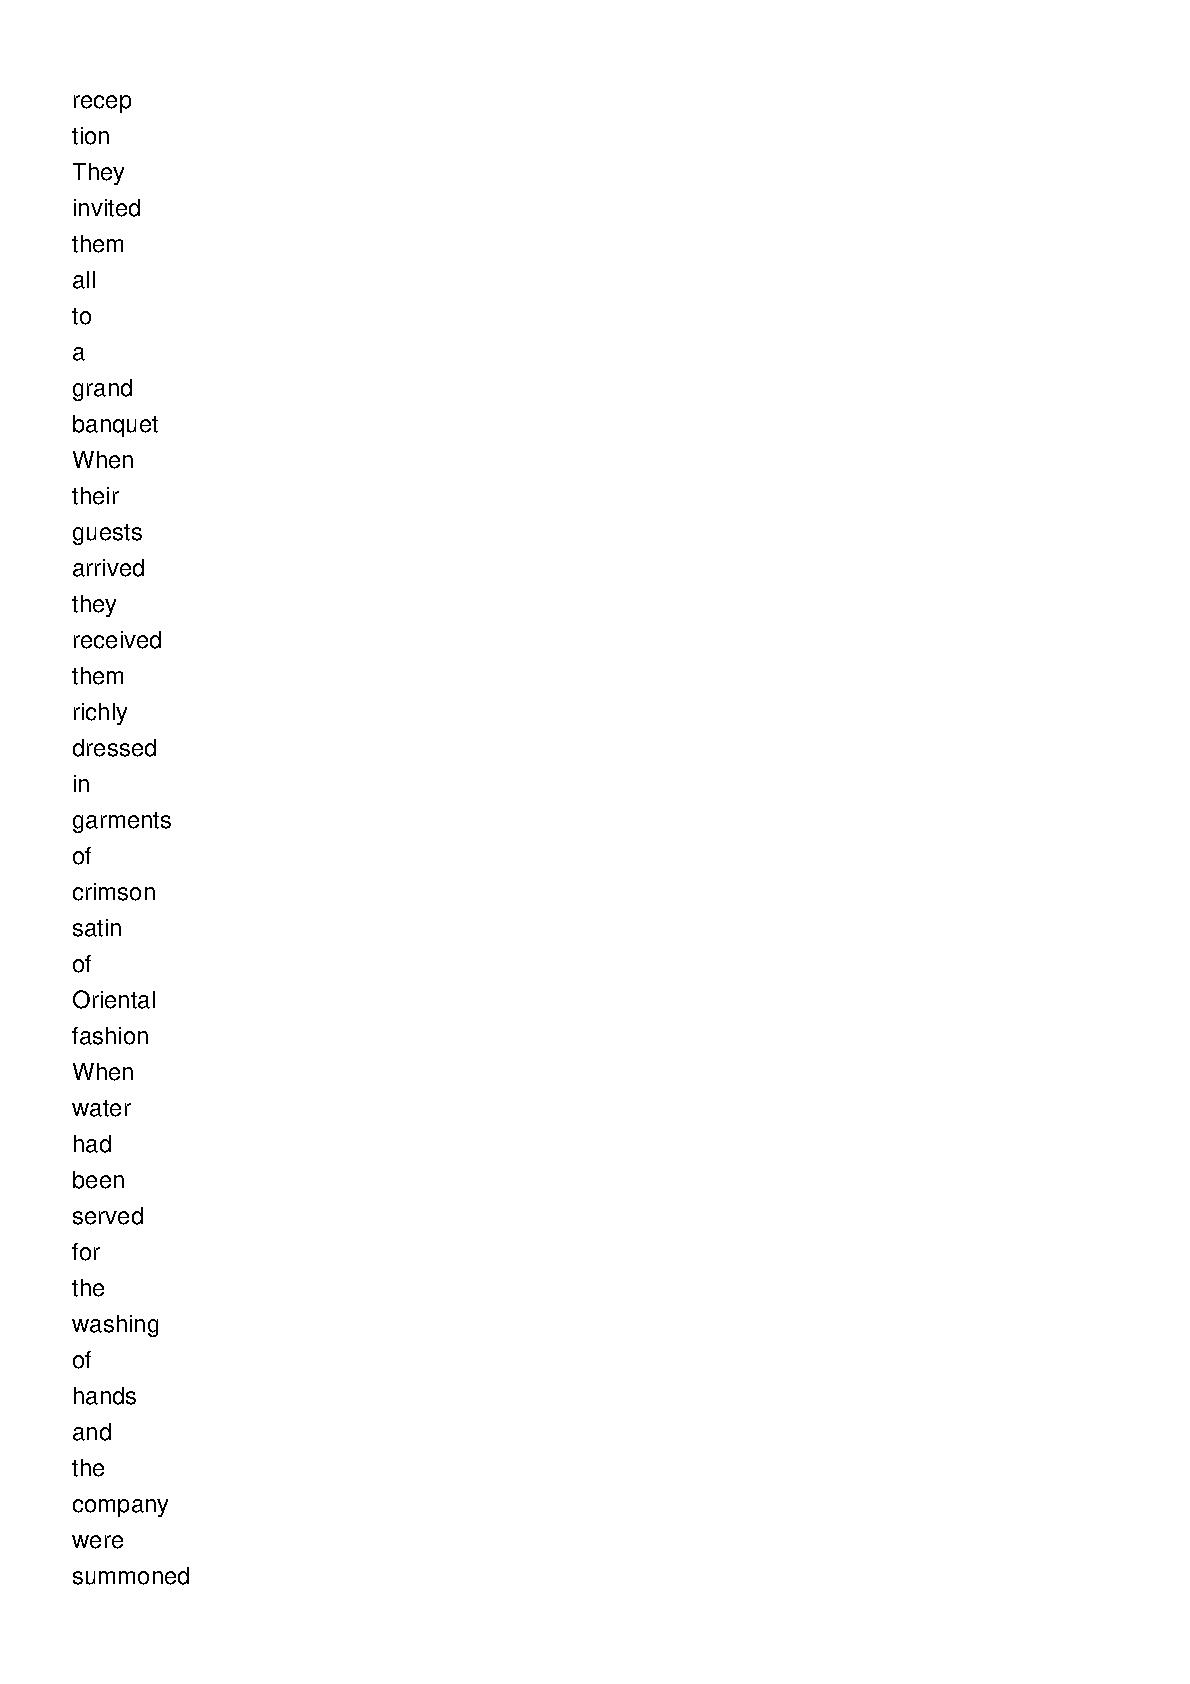 recep
tion
They
invited
them
all
to
a
grand
banquet
When
their
guests
arrived
they
received
them
richly
dressed
in
garments
of
crimson
satin
of
Oriental
fashion
When
water
had
been
served
for
the
washing
of
hands
and
the
company
were
summoned